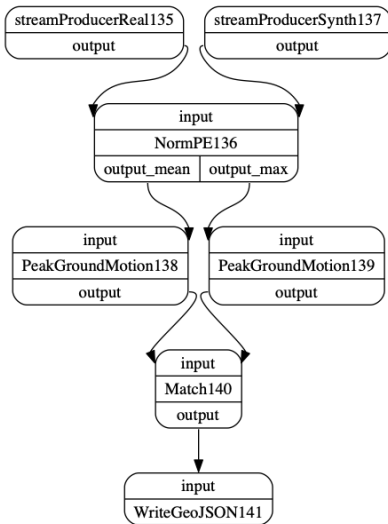 streamProducerReal135
output
streamProducerSynth137
output
input
NormPE136
output_mean
output_max
input
PeakGroundMotion138
output
input
PeakGroundMotion139
output
input
Match140
output
input
WriteGeoJSON141